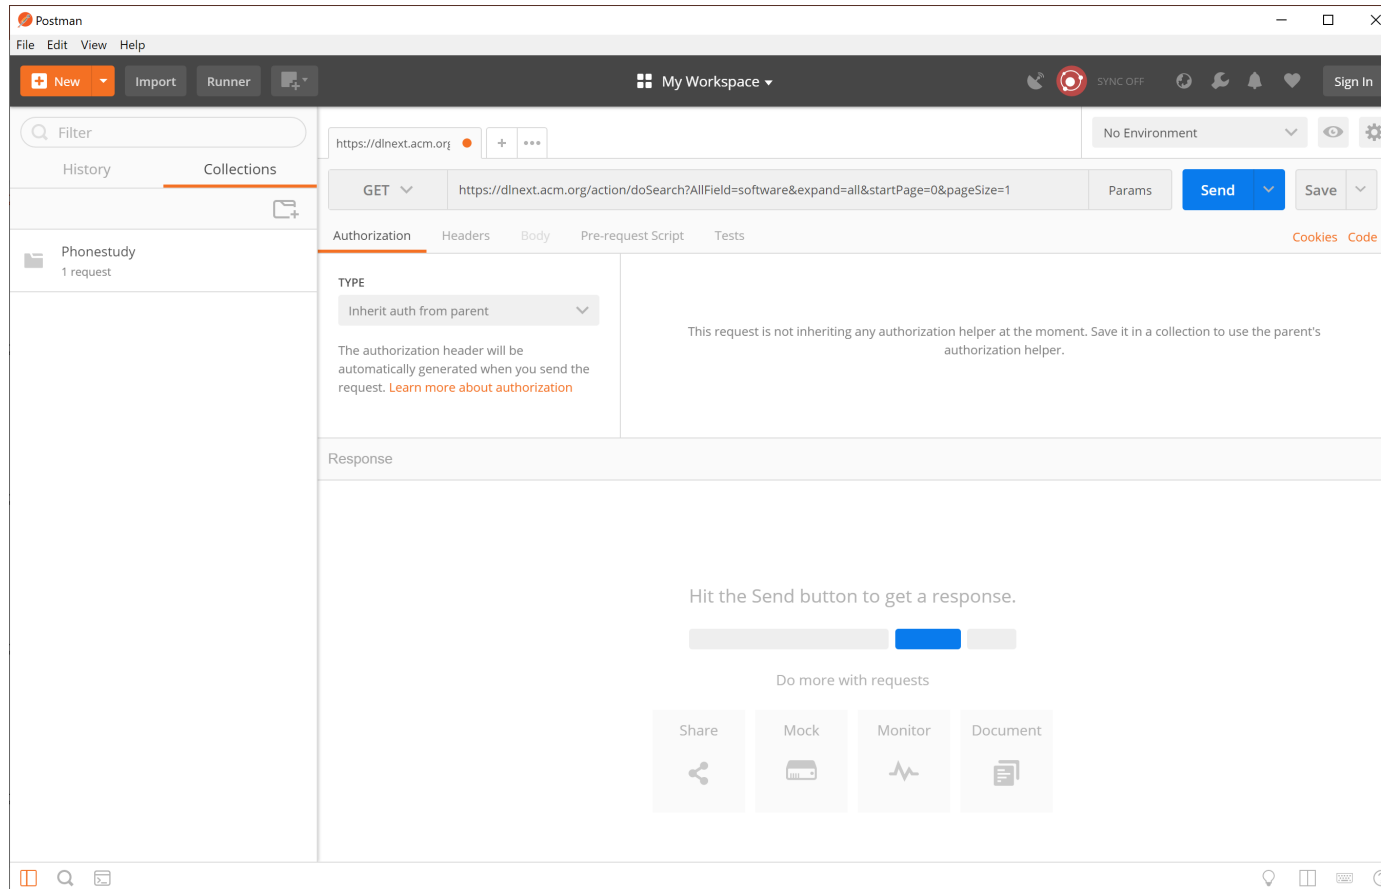 Postman
File Edit View Help
New Import Runner My Workspace SYNC OFF Sign In
Filter
History Collections
Phonestudy
1 request
https://dlnext.acm.org
No Environment
GET https://dlnext.acm.org/action/doSearch?AllField=software&expand=all&startPage=0&pageSize=1 Params Send Save
Authorization Headers Body Pre-request Script Tests Cookies Code
TYPE
Inherit auth from parent
The authorization header will be
automatically generated when you send the
request. Learn more about authorization
This request is not inheriting any authorization helper at the moment. Save it in a collection to use the parent's
authorization helper.
Response
Hit the Send button to get a response.
Do more with requests
Share Mock Monitor Document